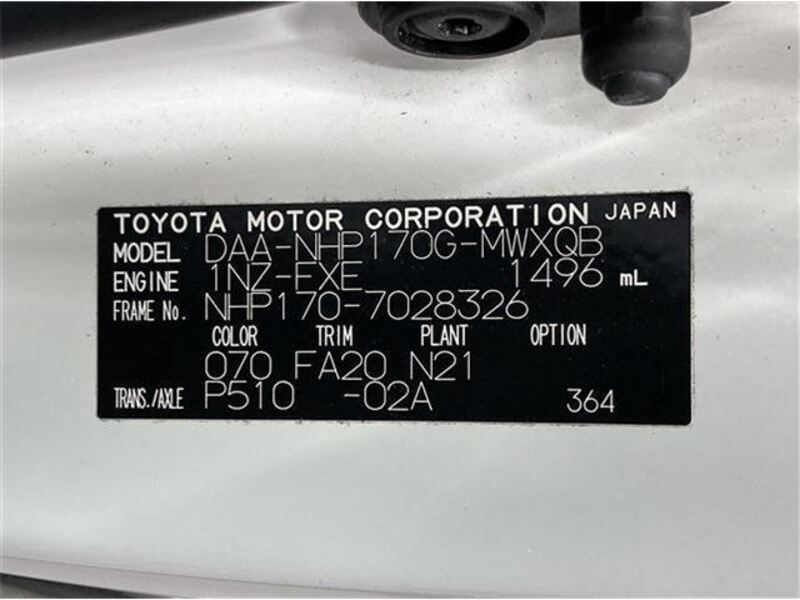 TOYOTA MOTOR CORPORATION JAPAN
MODEL DAA-NHP170G-MWXQB
ENGINE 1NZ-FXE 1496 mL
FRAME No. NHP170-7028326
COLOR TRIM PLANT OPTION
070 FA20 N21
TRANS./AXLE P510 -02A 364